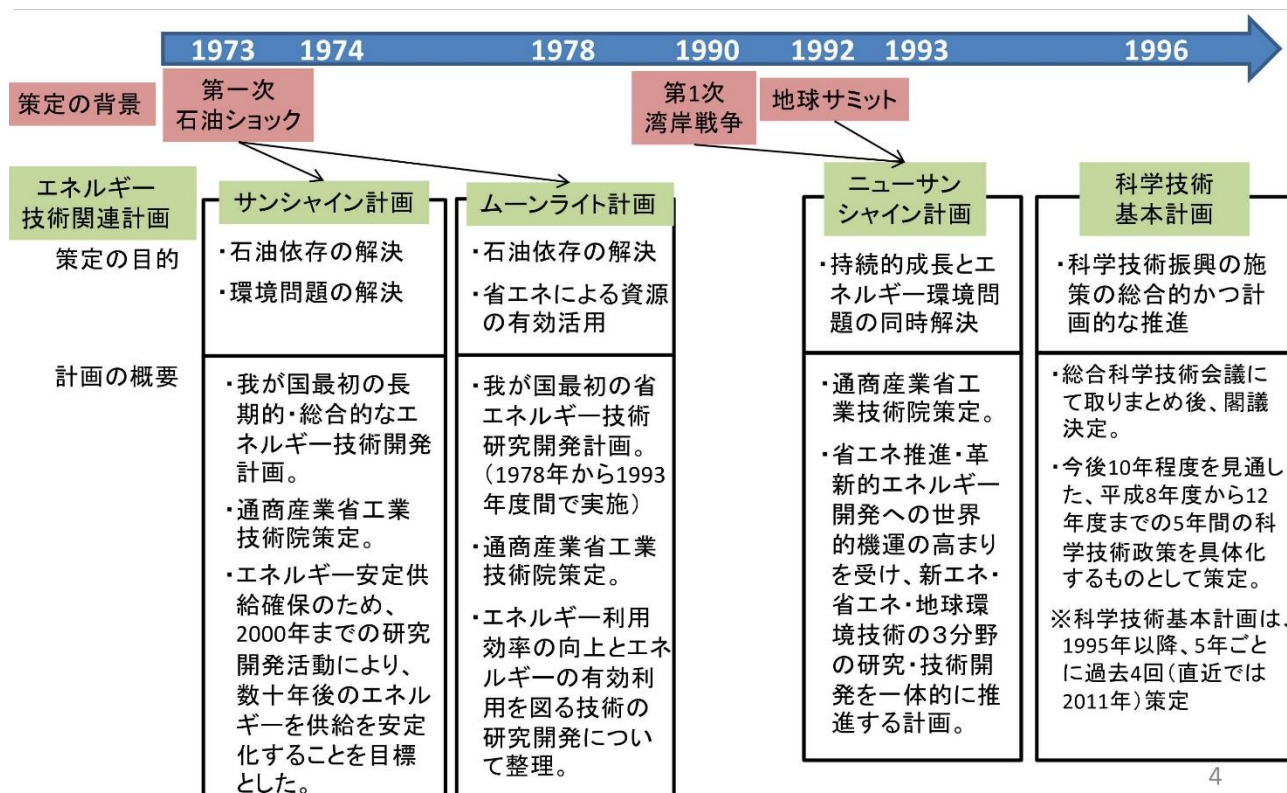 1973
1974
1978
1990
1992
1993
1996
策定の背景
第一次
石油ショック
第1次
湾岸戦争
地球サミット
エネルギー
技術関連計画
サンシャイン計画
ムーンライト計画
ニューサン
シャイン計画
科学技術
基本計画
策定の目的
・石油依存の解決
・環境問題の解決
・石油依存の解決
・省エネによる資源
の有効活用
・持続的成長とエ
ネルギー環境問
題の同時解決
・科学技術振興の施
策の総合的かつ計
画的な推進
計画の概要
・我が国最初の長
期的・総合的なエ
ネルギー技術開発
計画。
・通商産業省工業
技術院策定。
・エネルギー安定供
給確保のため、
2000年までの研究
開発活動により、
数十年後のエネル
ギーを供給を安定
化することを目標
とした。
・我が国最初の省
エネルギー技術
研究開発計画。
(1978年から1993
年度間で実施)
・通商産業省工業
技術院策定。
・エネルギー利用
効率の向上とエネ
ルギーの有効利
用を図る技術の
研究開発につい
て整理。
・通商産業省工
業技術院策定。
・省エネ推進・革
新的エネルギー
開発への世界
的機運の高まり
を受け、新エネ・
省エネ・地球環
境技術の3分野
の研究・技術開
発を一体的に推
進する計画。
・総合科学技術会議に
て取りまとめ後、閣議
決定。
・今後10年程度を見通し
た、平成8年度から12
年度までの5年間の科
学技術政策を具体化
するものとして策定。
※科学技術基本計画は、
1995年以降、5年ごと
に過去4回(直近では
2011年)策定
4